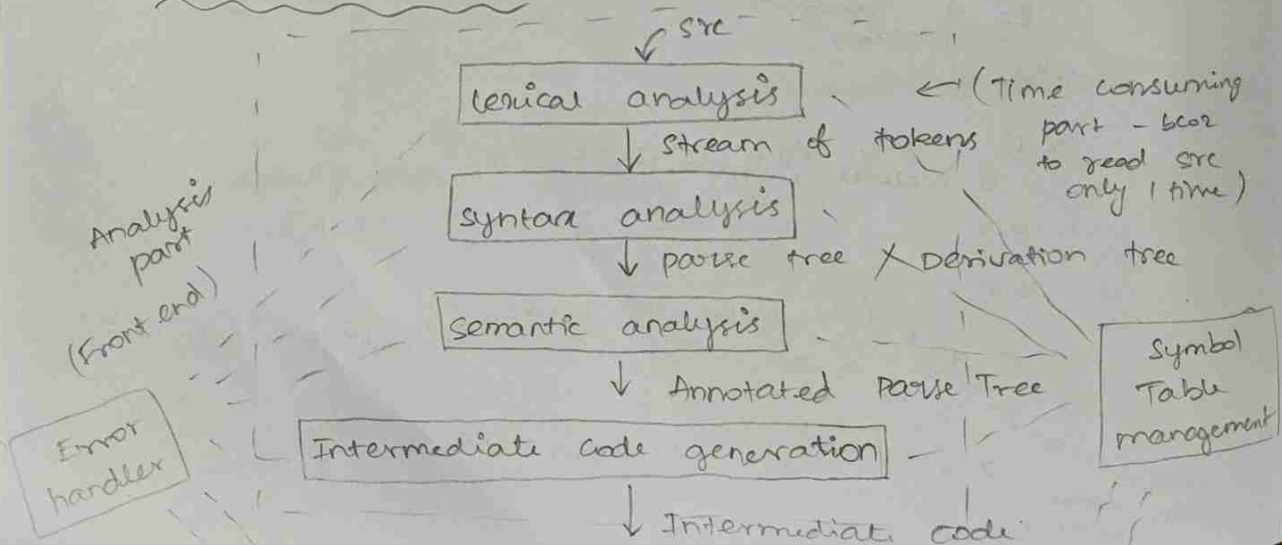 src
lexical analysis
← (Time consuming
part - bcoz
to read src
only 1 time)
↓ stream of tokens
syntax analysis
↓ parse tree X Derivation tree
Analysis
part
(Front end)
semantic analysis
↓ Annotated parse Tree
Symbol
Table
management
Error
handler
Intermediate code generation
↓ Intermediate code